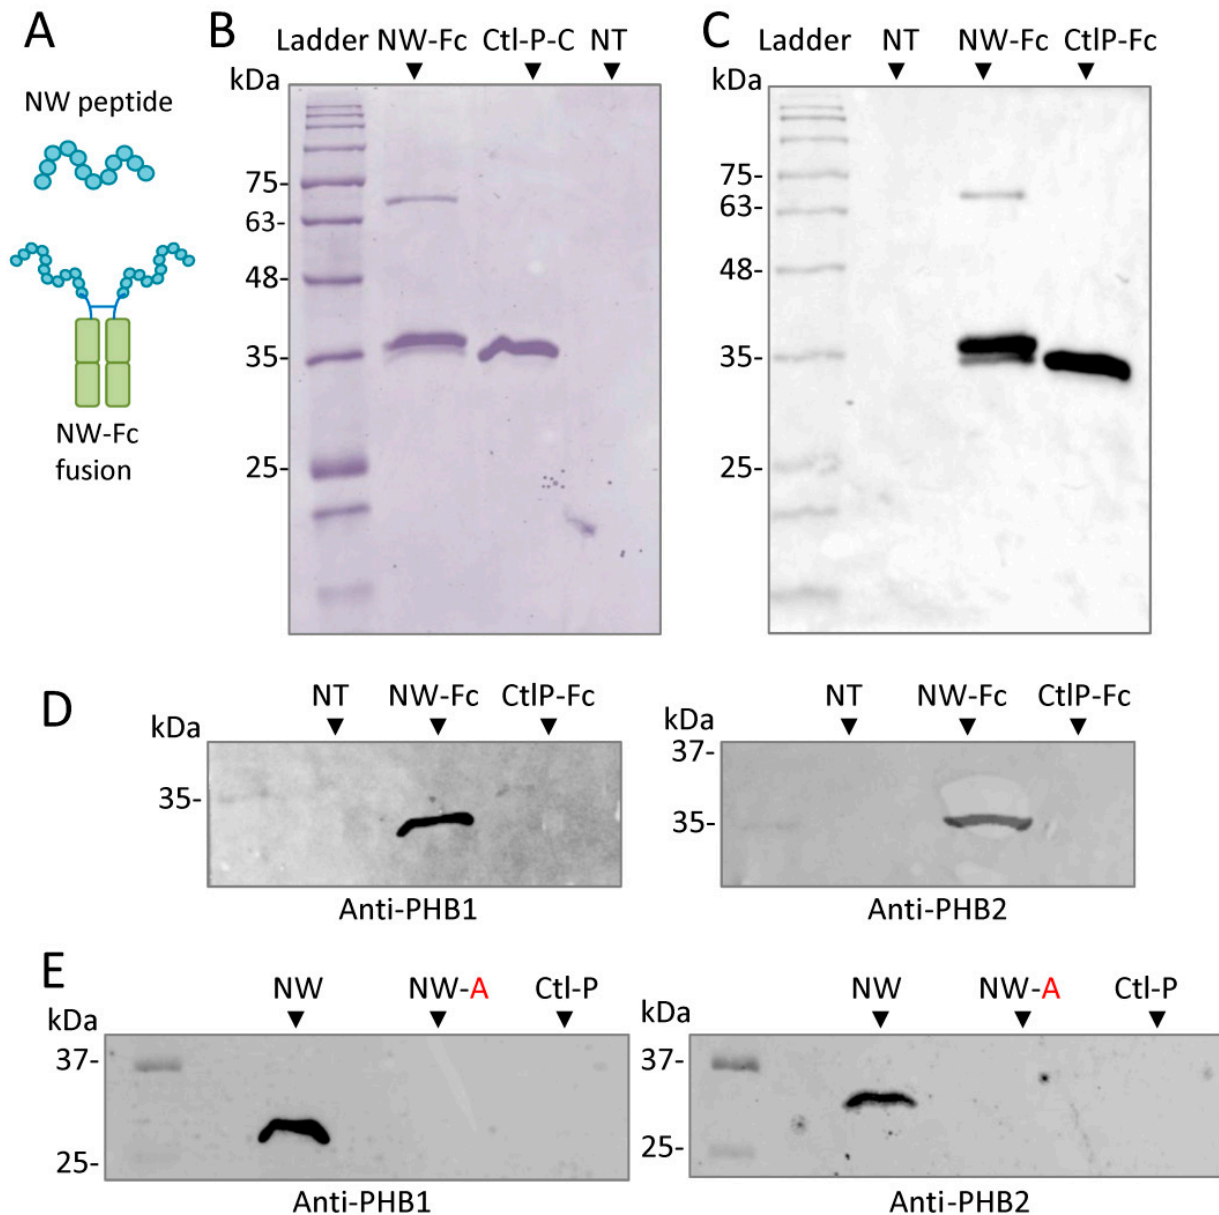 A
NW peptide
NW-Fc
fusion
B
Ladder NW-Fc Ctl-P-C NT
kDa
75-
63-
48-
35-
25-
C
Ladder NT NW-Fc CtlP-Fc
kDa
75-
63-
48-
35-
25-
D
NT NW-Fc CtlP-Fc
kDa
35-
Anti-PHB1
NT NW-Fc CtlP-Fc
kDa
37-
35-
Anti-PHB2
E
NW NW-A Ctl-P
kDa
37-
25-
Anti-PHB1
NW NW-A Ctl-P
kDa
37-
25-
Anti-PHB2